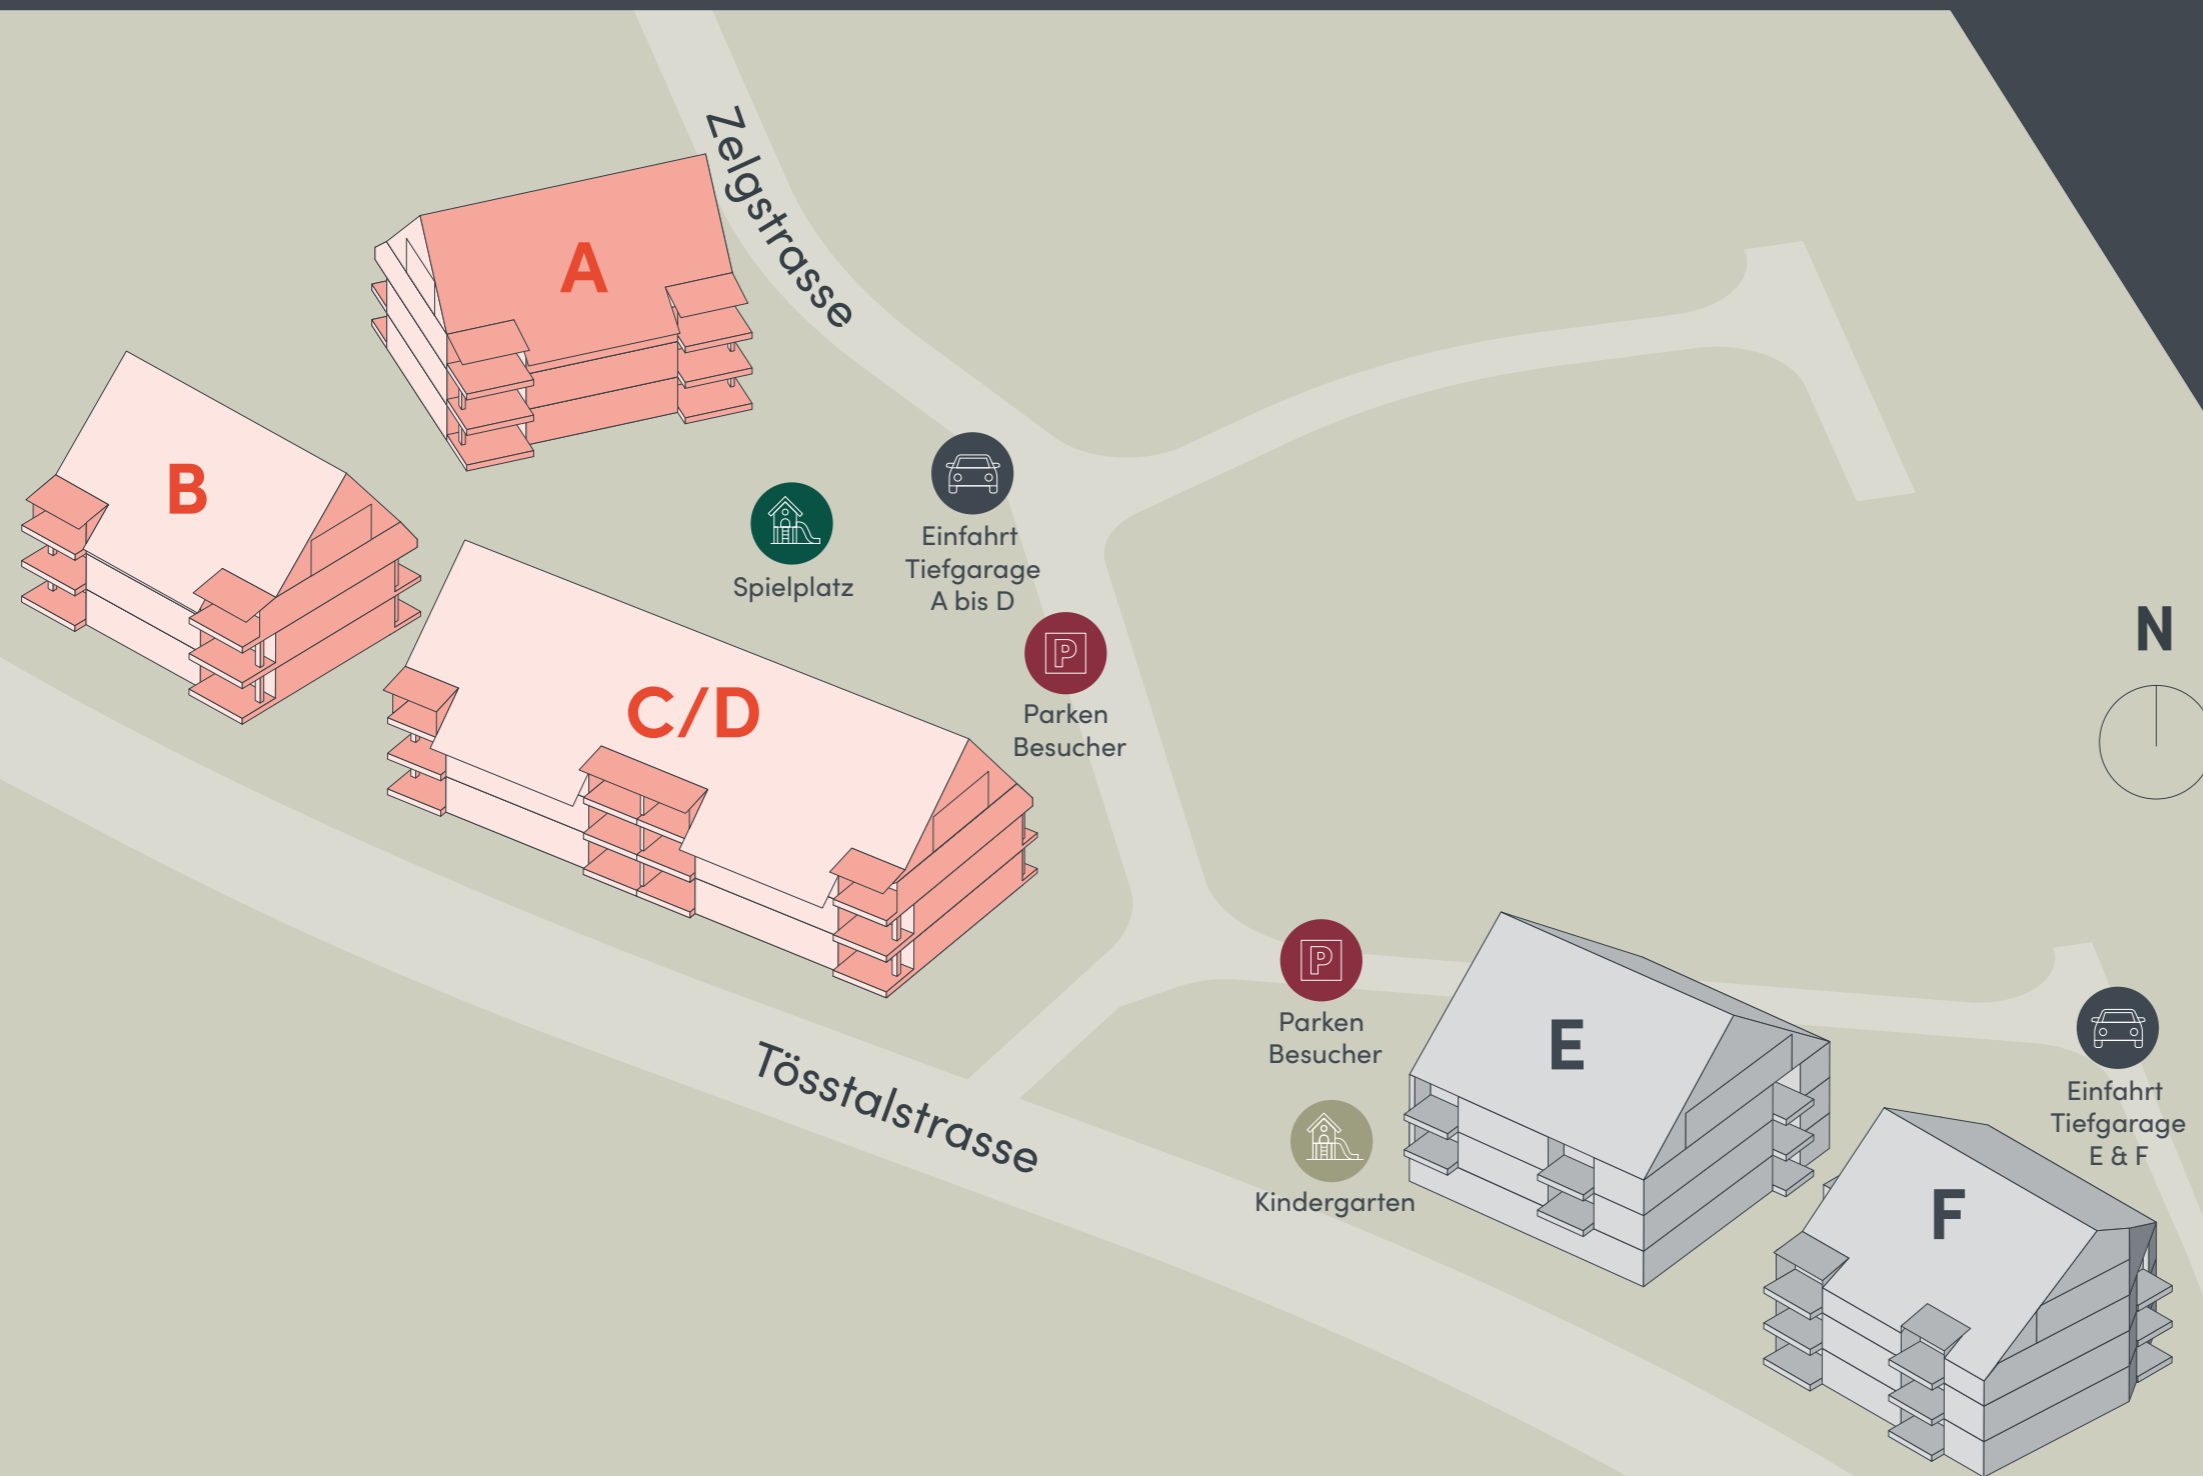 Zelgstrasse
A
B
Spielplatz
Einfahrt
Tiefgarage
A bis D
N
P
Parken
Besucher
C/D
Tösstalstrasse
P
Parken
Besucher
Kindergarten
E
Einfahrt
Tiefgarage
E & F
F